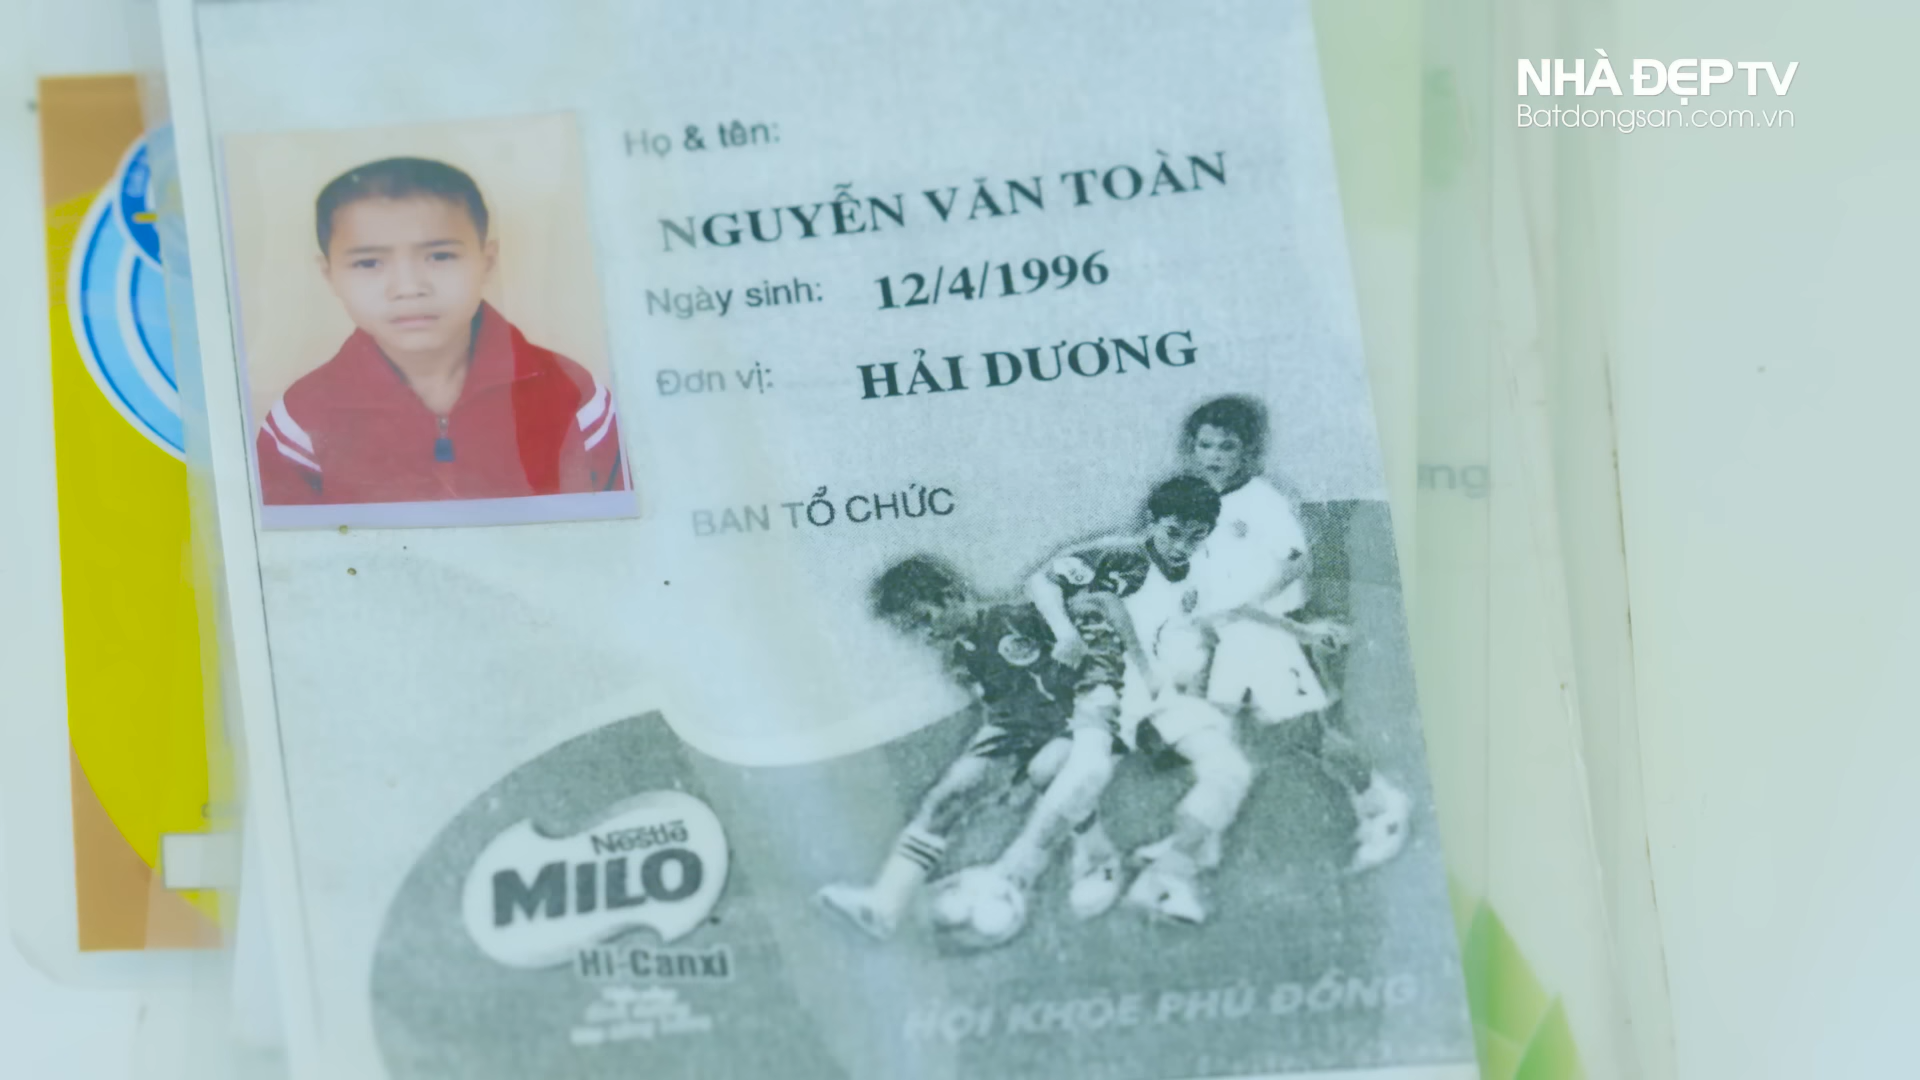 NHÀ ĐẸP TV
Batdongsan.com.vn
Họ & tên:
NGUYỄN VĂN TOÀN
Ngày sinh: 12/4/1996
Đơn vị: HẢI DƯƠNG
BAN TỔ CHỨC
Nestlé
MILO
Hi-Canxi
HỘI KHOẺ PHÙ ĐỔNG